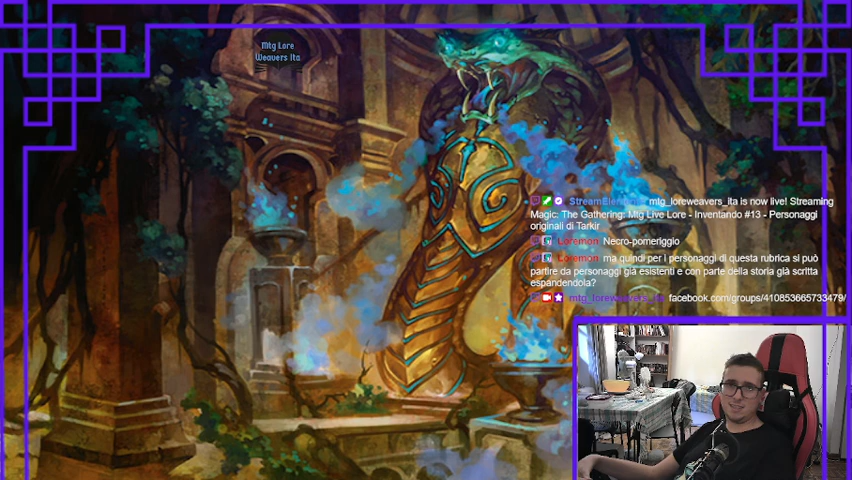 Mtg Lore
Weavers Ita
mtg_loreweavers_ita is now live! Streaming
Magic: The Gathering: Mtg Live Lore - Inventando #13 - Personaggi
originali di Tarkir
Loremon Necro-pomeriggio
Loremon ma quindi per i personaggi di questa rubrica si può
partire da personaggi già esistenti e con parte della storia già scritta
espandendola?
mtg_loreweavers_ita facebook.com/groups/410853665733479/